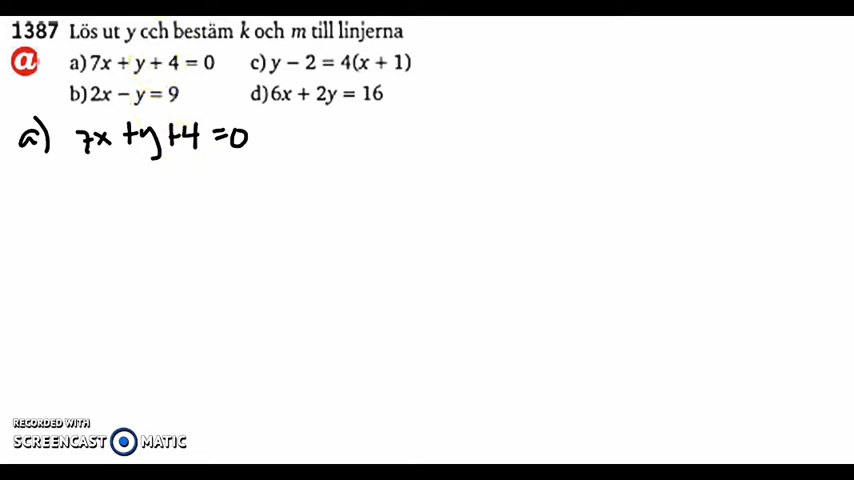 1387 Lös ut y cch bestäm k och m till linjerna
a a) 7x + y + 4 = 0 c) y − 2 = 4(x + 1)
b) 2x − y = 9 d) 6x + 2y = 16
a) 7x + y + 4 = 0
RECORDED WITH
SCREENCAST MATIC